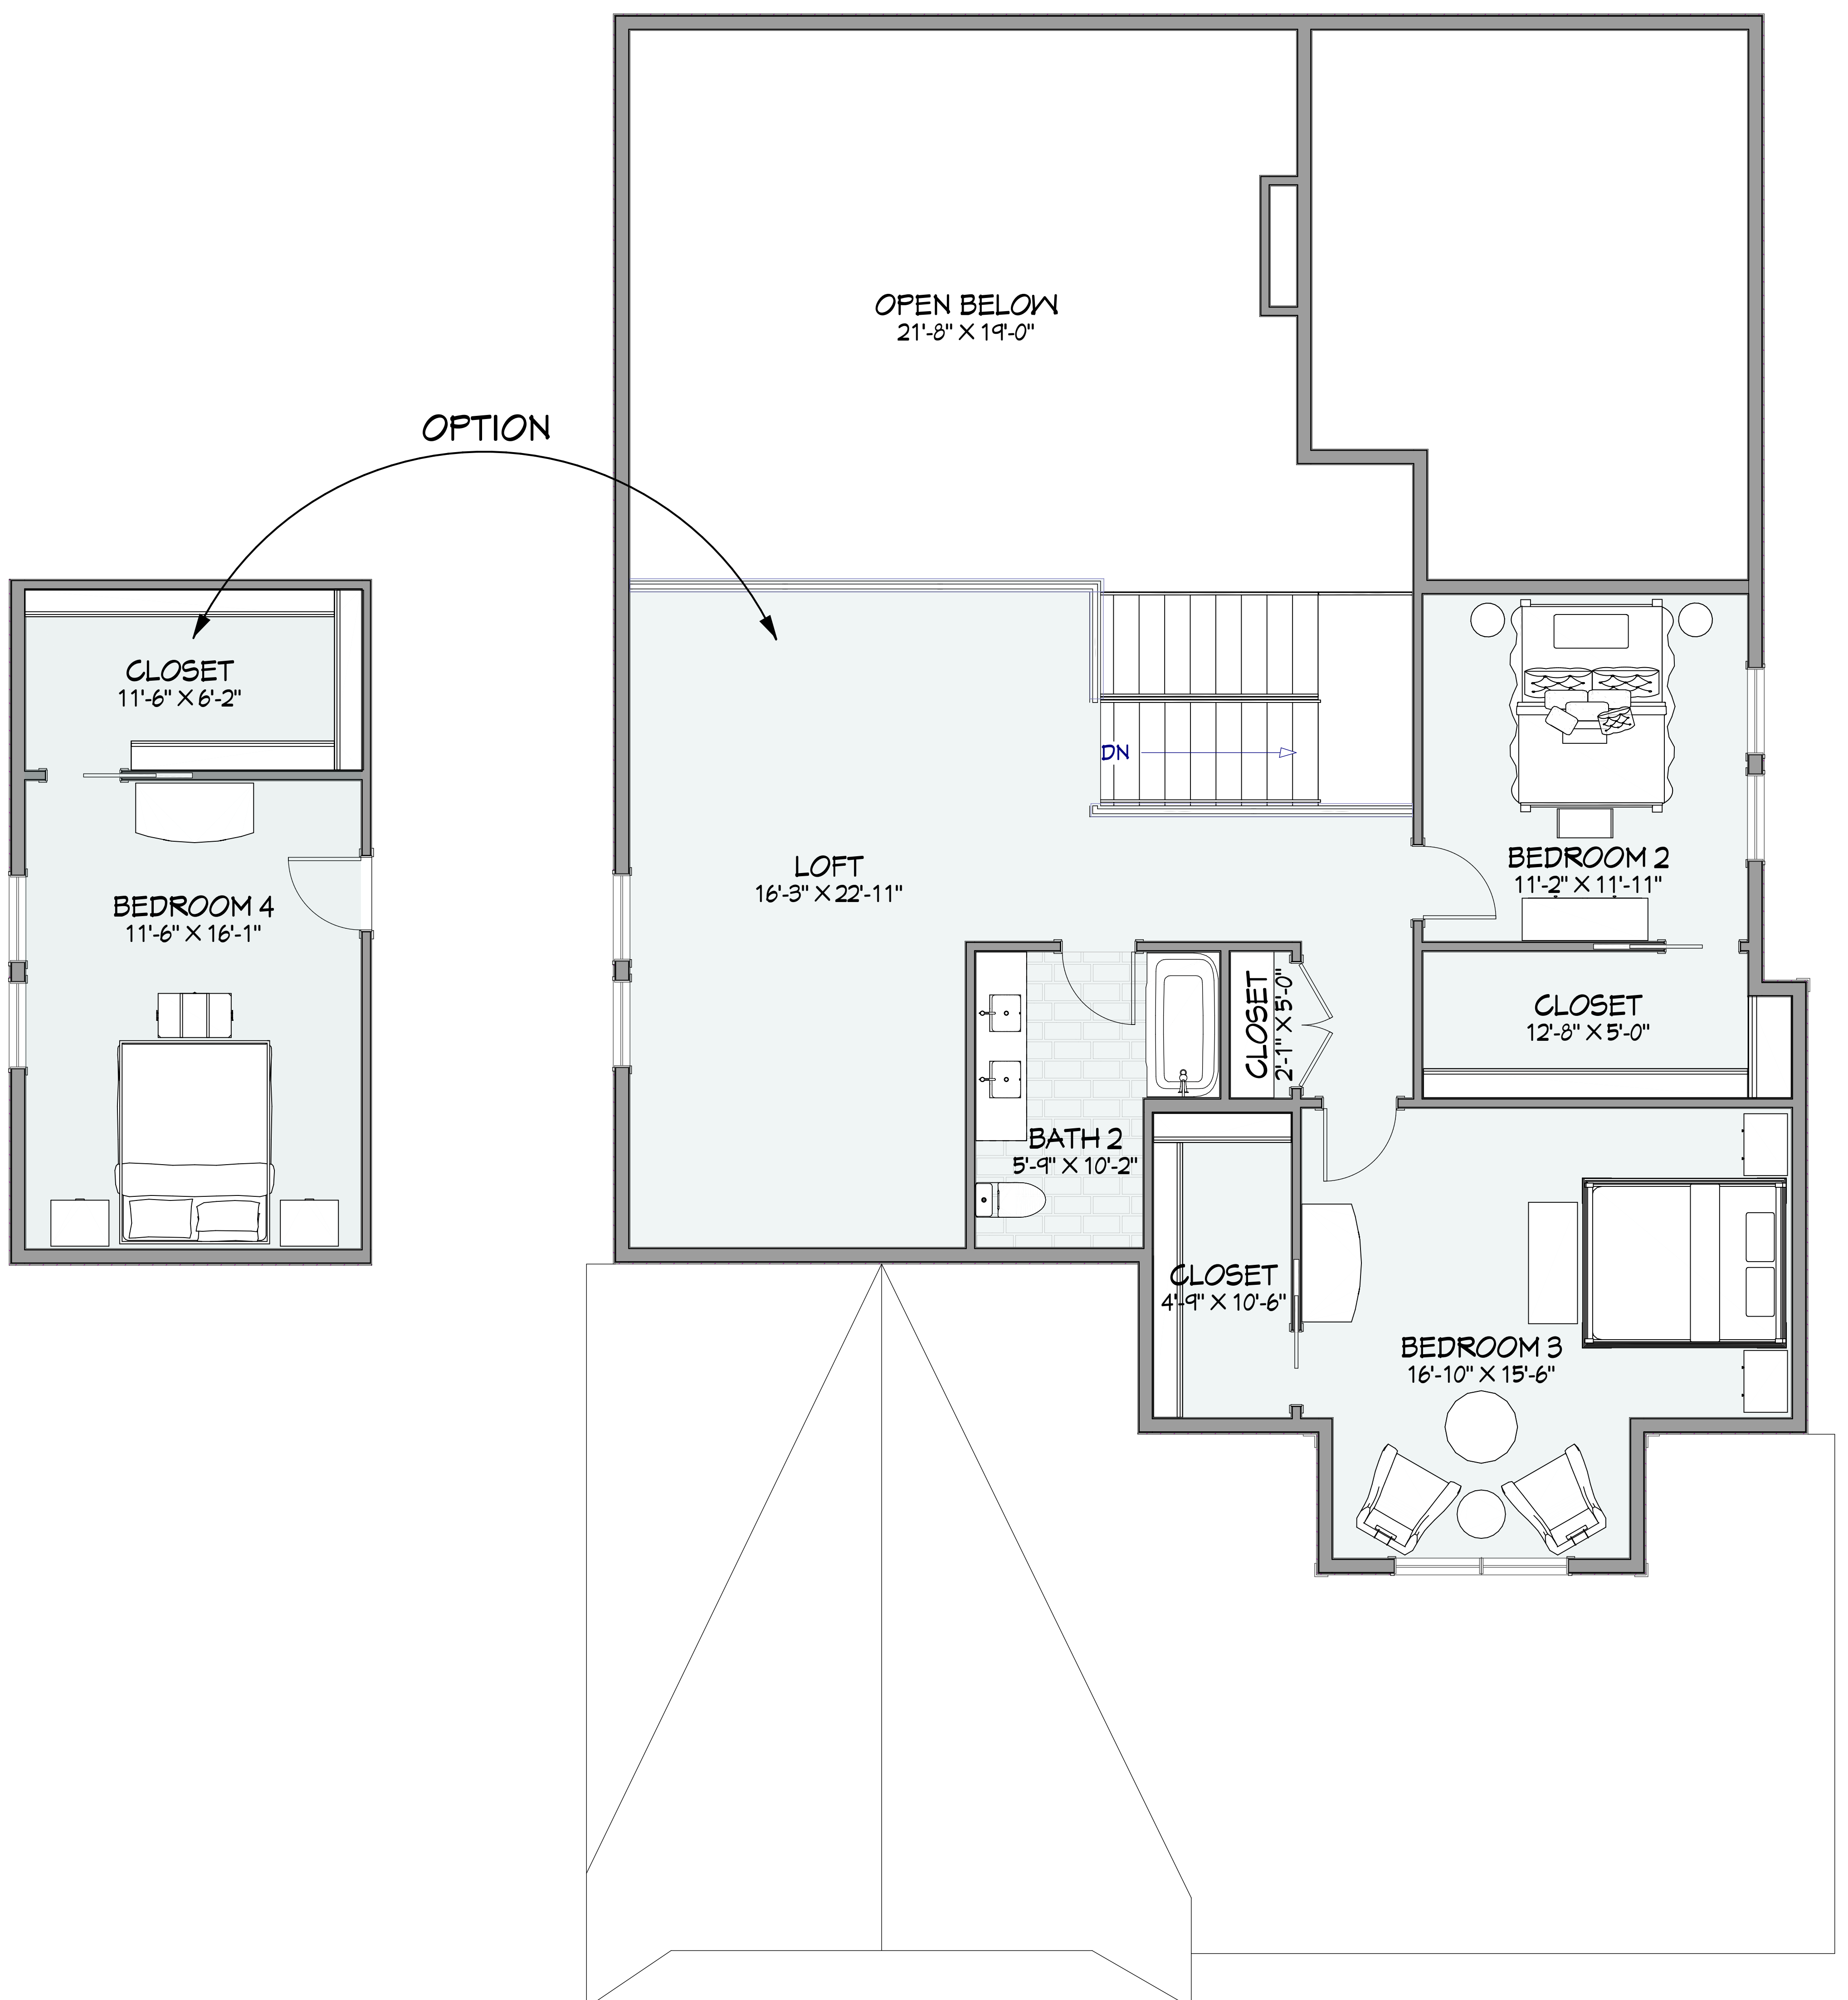 OPEN BELOW
21'-8" X 19'-0"
OPTION
CLOSET
11'-6" X 6'-2"
DN
BEDROOM 4
11'-6" X 16'-1"
LOFT
16'-3" X 22'-11"
BEDROOM 2
11'-2" X 11'-11"
CLOSET
2'-1" X 5'-0"
CLOSET
12'-8" X 5'-0"
BATH 2
5'-9" X 10'-2"
CLOSET
4'-9" X 10'-6"
BEDROOM 3
16'-10" X 15'-6"